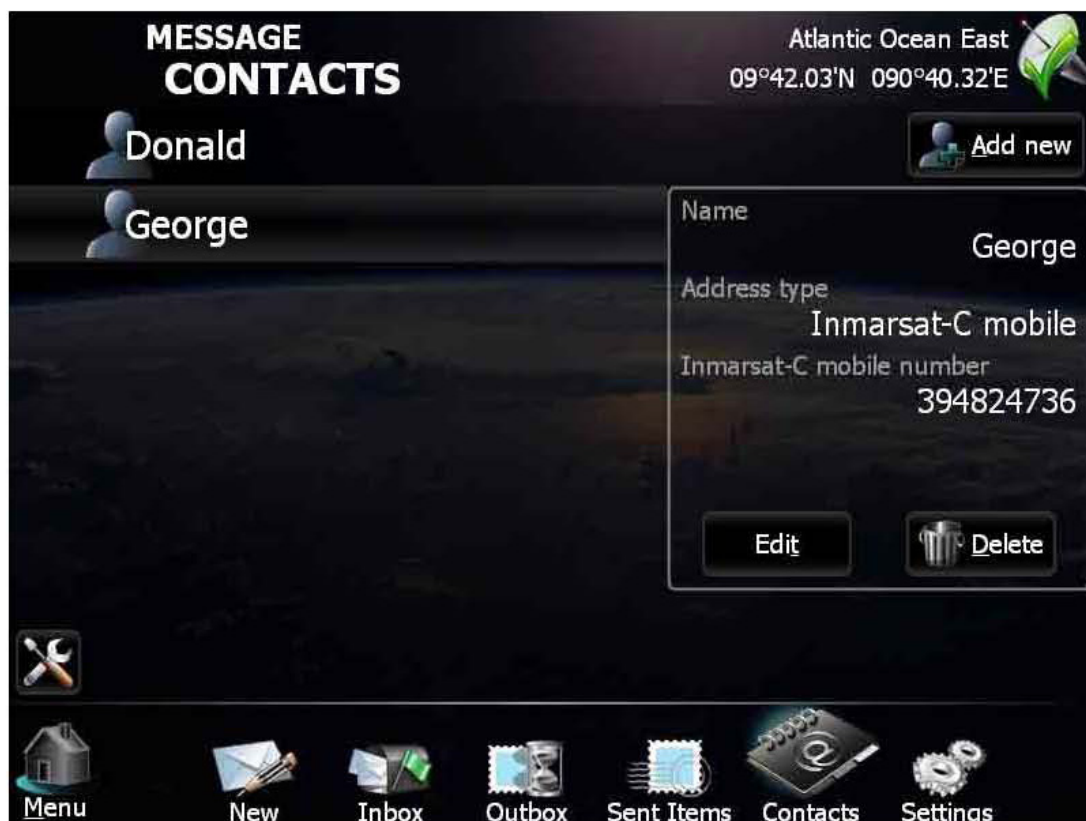 MESSAGE
CONTACTS
Atlantic Ocean East
09°42.03'N 090°40.32'E
Donald
Add new
George
Name
George
Address type
Inmarsat-C mobile
Inmarsat-C mobile number
394824736
Edit
Delete
Menu
New
Inbox
Outbox
Sent Items
Contacts
Settings